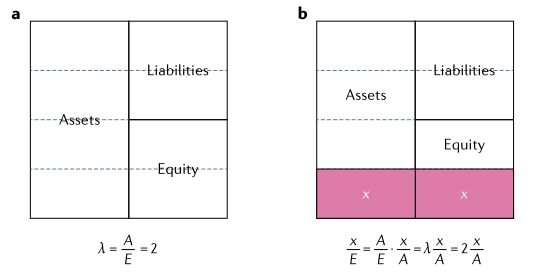 a
Liabilities
Assets
Equity
λ = A/E = 2
b
Liabilities
Assets
Equity
x x
x/E = A/E · x/A = λ x/A = 2 x/A